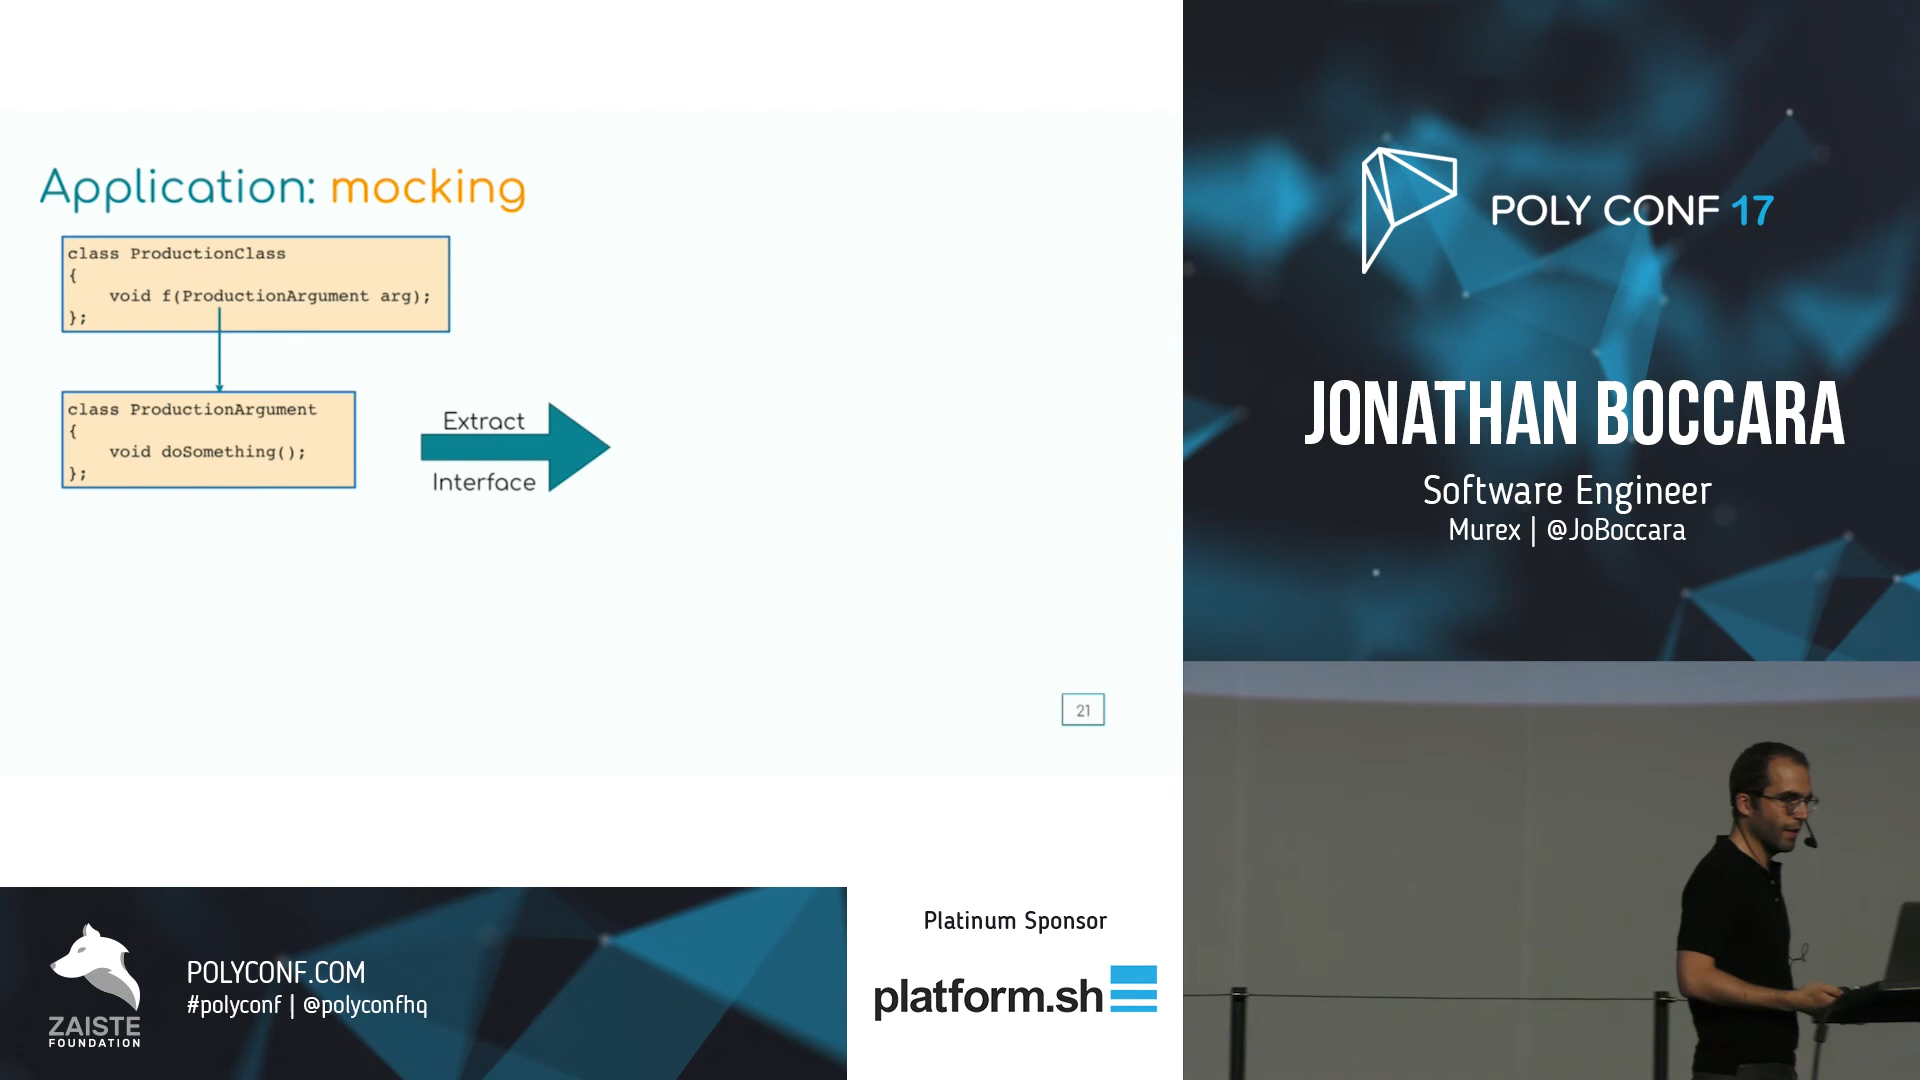 Application: mocking
class ProductionClass
{
void f(ProductionArgument arg);
};
class ProductionArgument
{
void doSomething();
};
Extract
Interface
21
POLY CONF 17
JONATHAN BOCCARA
Software Engineer
Murex | @JoBoccara
ZAISTE
FOUNDATION
POLYCONF.COM
#polyconf | @polyconfhq
Platinum Sponsor
platform.sh